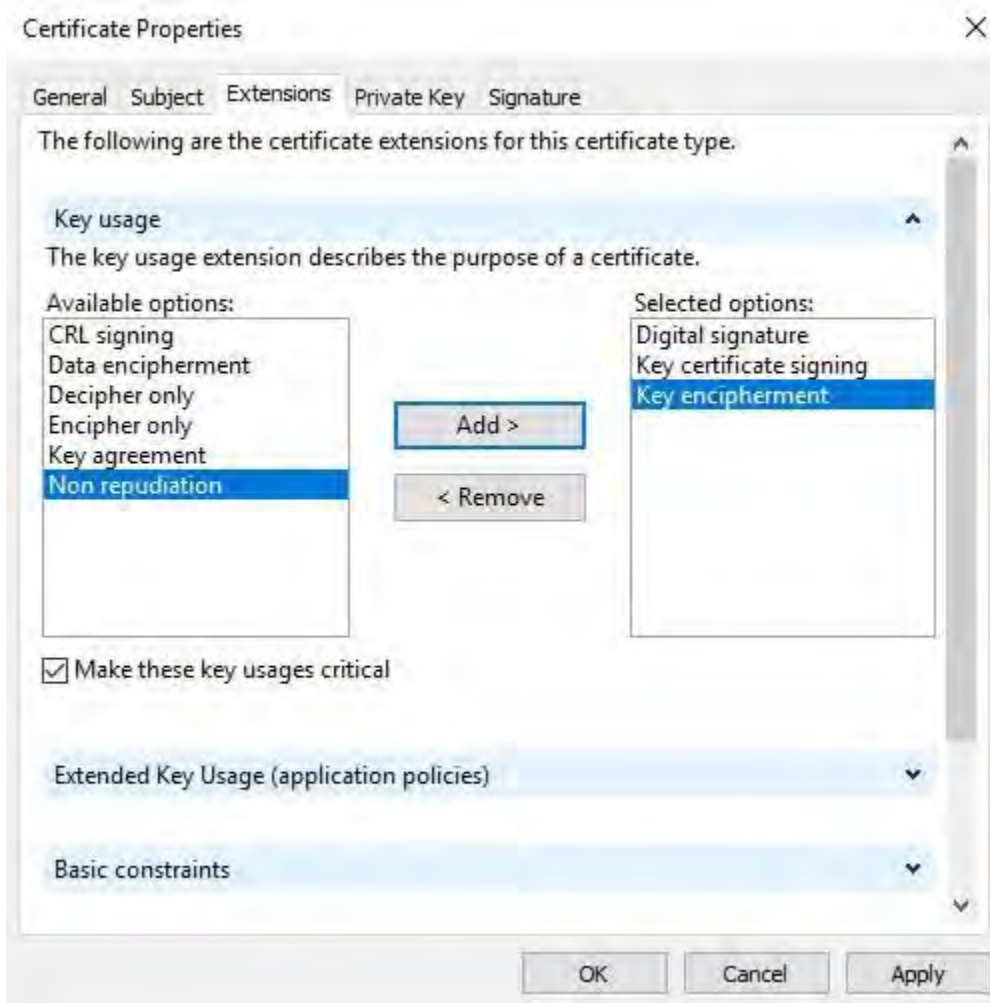 Certificate Properties
General Subject Extensions Private Key Signature
The following are the certificate extensions for this certificate type.
Key usage
The key usage extension describes the purpose of a certificate.
Available options:
CRL signing
Data encipherment
Decipher only
Encipher only
Key agreement
Non repudiation
Add >
< Remove
Selected options:
Digital signature
Key certificate signing
Key encipherment
Make these key usages critical
Extended Key Usage (application policies)
Basic constraints
OK Cancel Apply